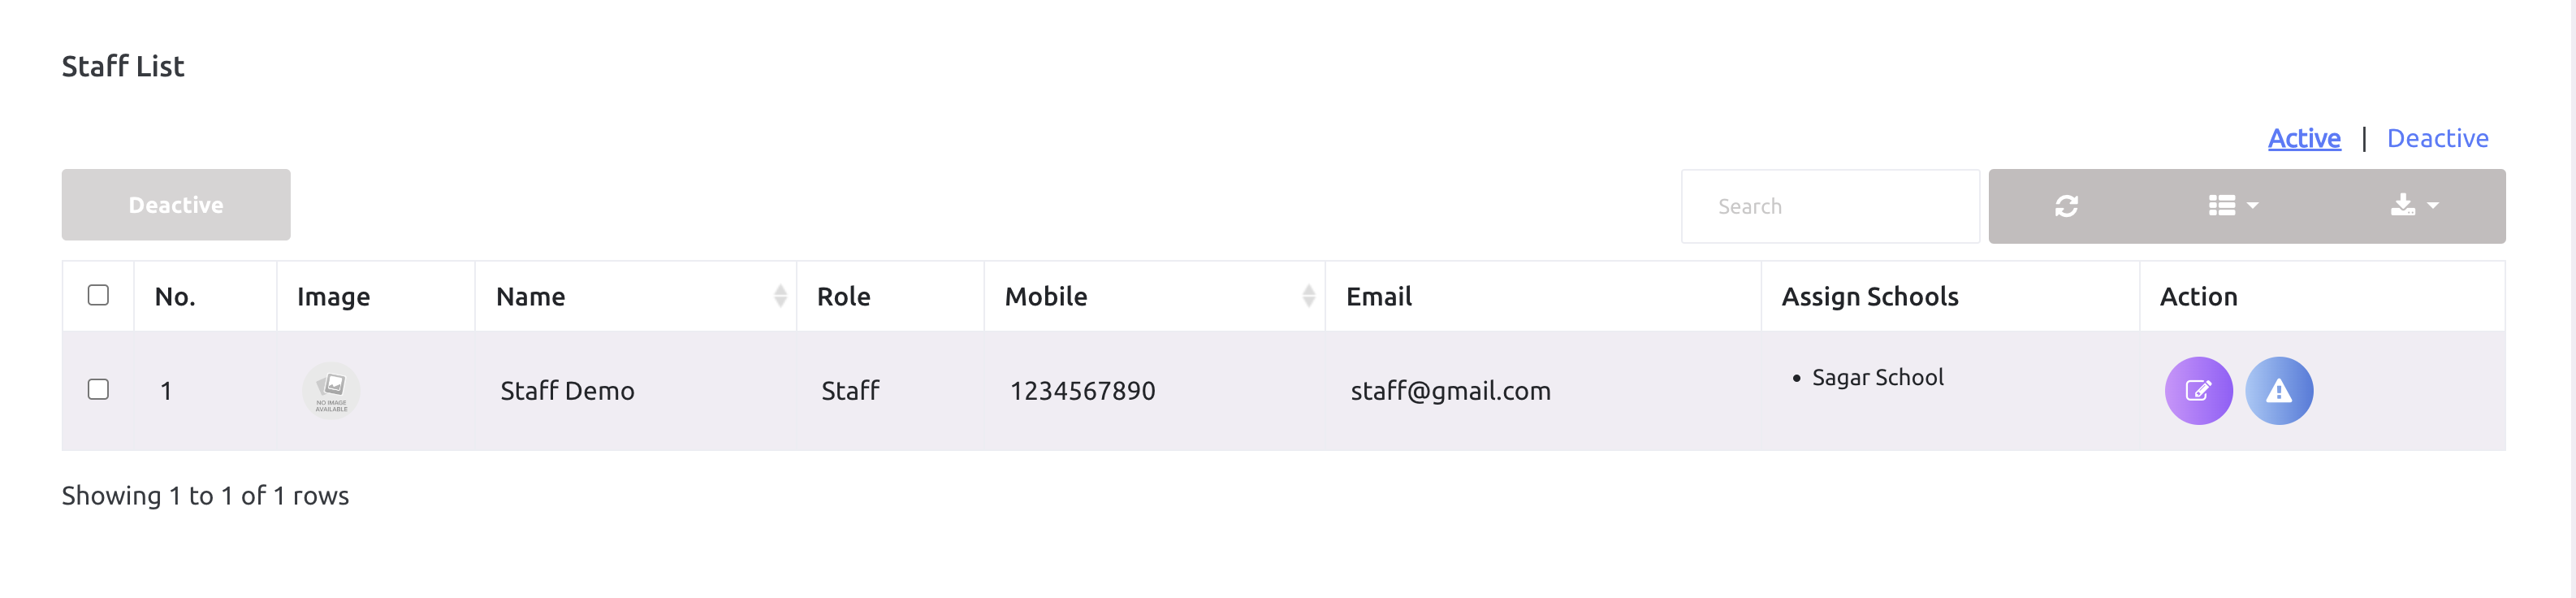 Staff List
Active | Deactive
Deactive
Search
No. Image Name Role Mobile Email Assign Schools Action
1 NO IMAGE AVAILABLE Staff Demo Staff 1234567890 staff@gmail.com • Sagar School
Showing 1 to 1 of 1 rows